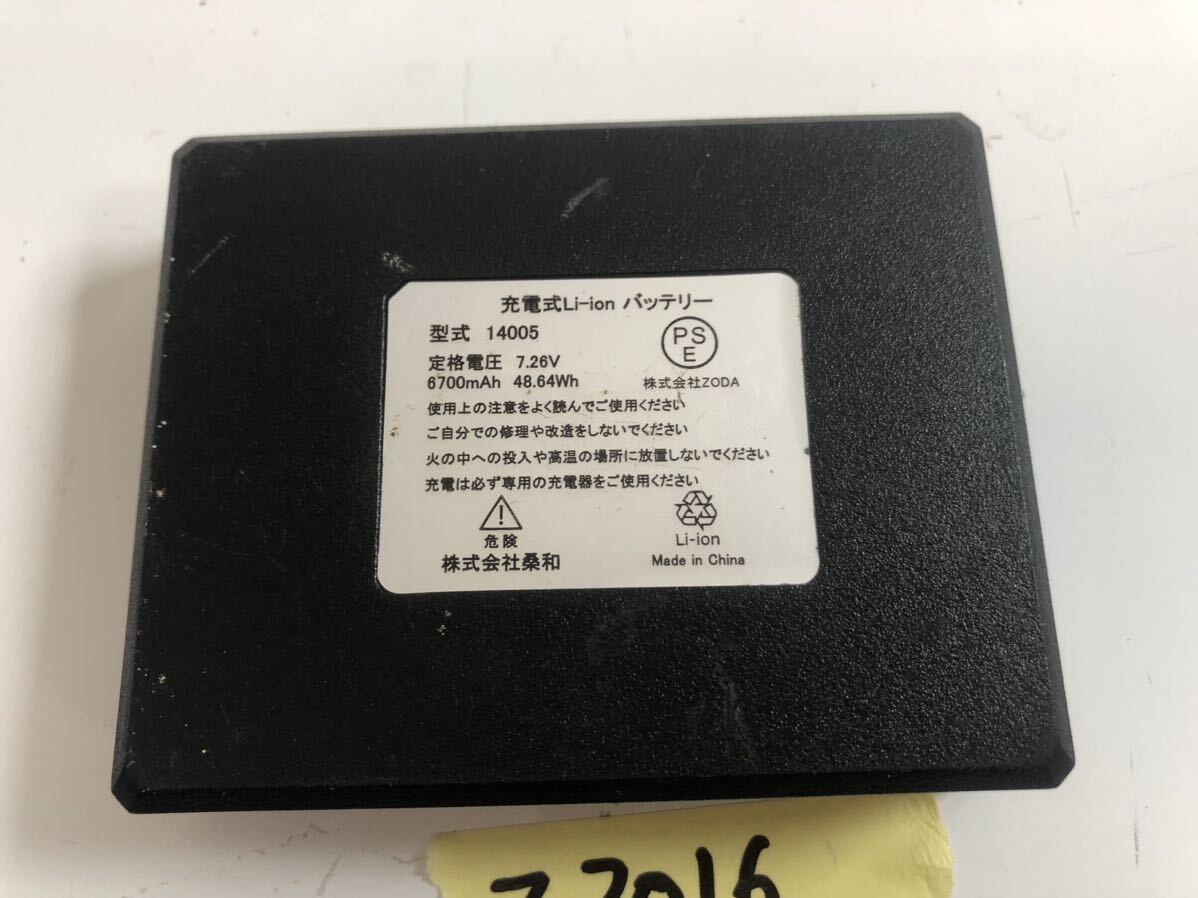 充電式Li-ion バッテリー
型式 14005
PS
E
定格電圧 7.26V
6700mAh 48.64Wh
株式会社ZODA
使用上の注意をよく読んでご使用ください
ご自分での修理や改造をしないでください
火の中への投入や高温の場所に放置しないでください
充電は必ず専用の充電器をご使用ください
危険
Li-ion
株式会社桑和
Made in China